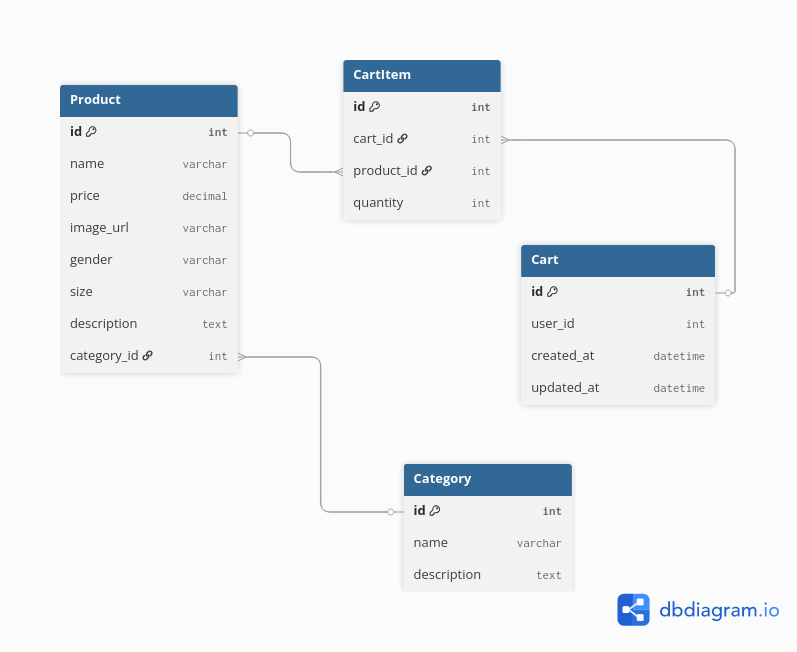 Product
id int
name varchar
price decimal
image_url varchar
gender varchar
size varchar
description text
category_id int
CartItem
id int
cart_id int
product_id int
quantity int
Cart
id int
user_id int
created_at datetime
updated_at datetime
Category
id int
name varchar
description text
dbdiagram.io